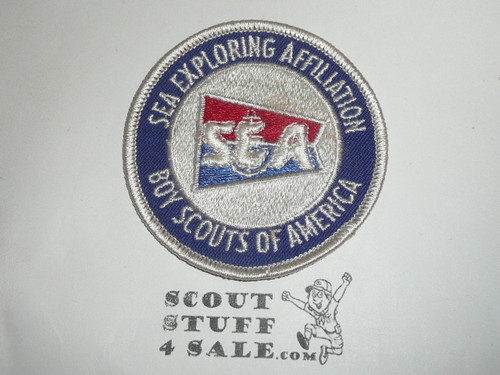 SEA EXPLORING AFFILIATION
SEA
BOY SCOUTS OF AMERICA
SCOUT
STUFF
4 SALE.COM